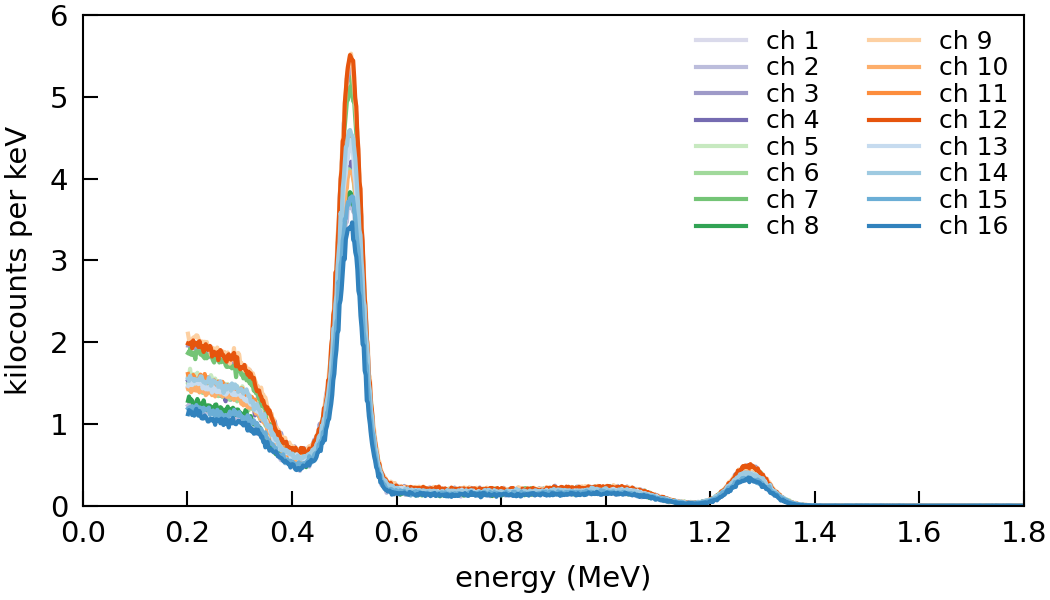 6
5
4
3
2
1
0
kilocounts per keV
ch 1
ch 2
ch 3
ch 4
ch 5
ch 6
ch 7
ch 8
ch 9
ch 10
ch 11
ch 12
ch 13
ch 14
ch 15
ch 16
0.0 0.2 0.4 0.6 0.8 1.0 1.2 1.4 1.6 1.8
energy (MeV)